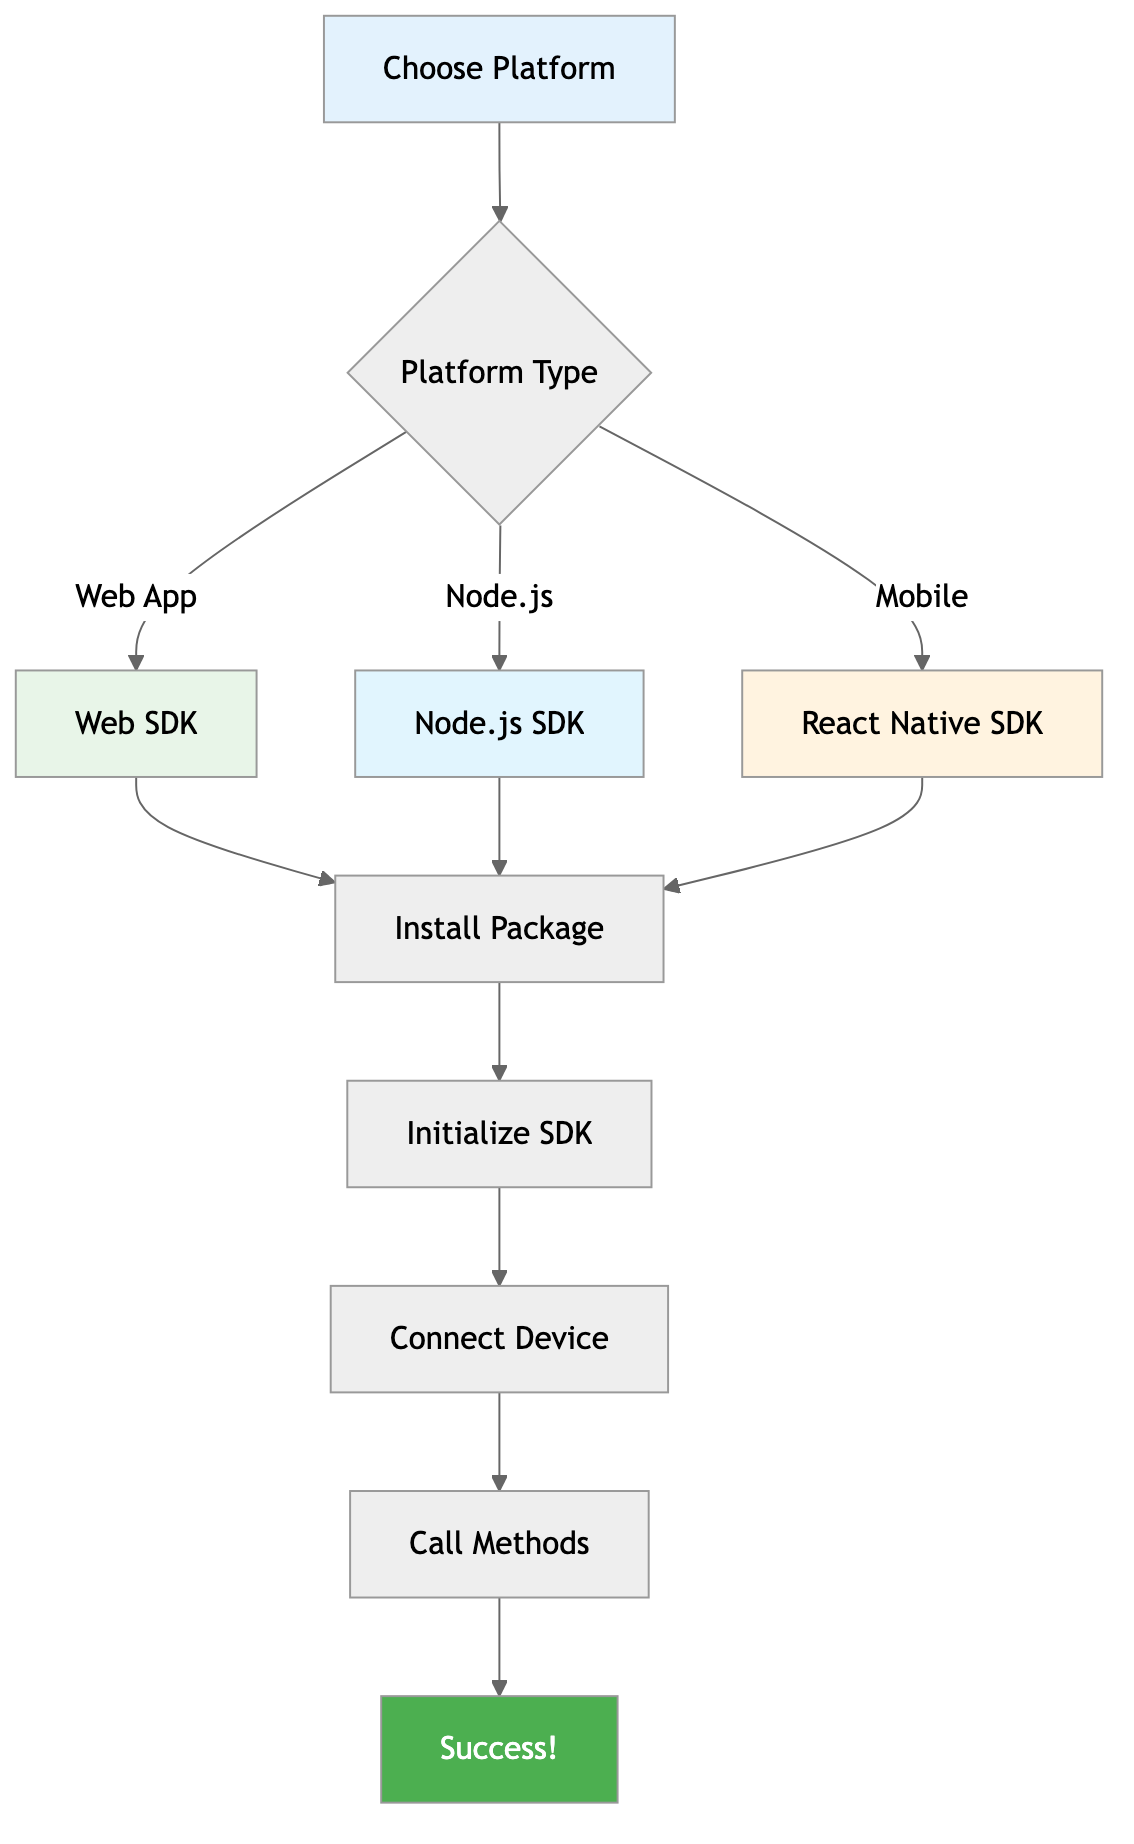 Choose Platform
Platform Type
Web App
Node.js
Mobile
Web SDK
Node.js SDK
React Native SDK
Install Package
Initialize SDK
Connect Device
Call Methods
Success!